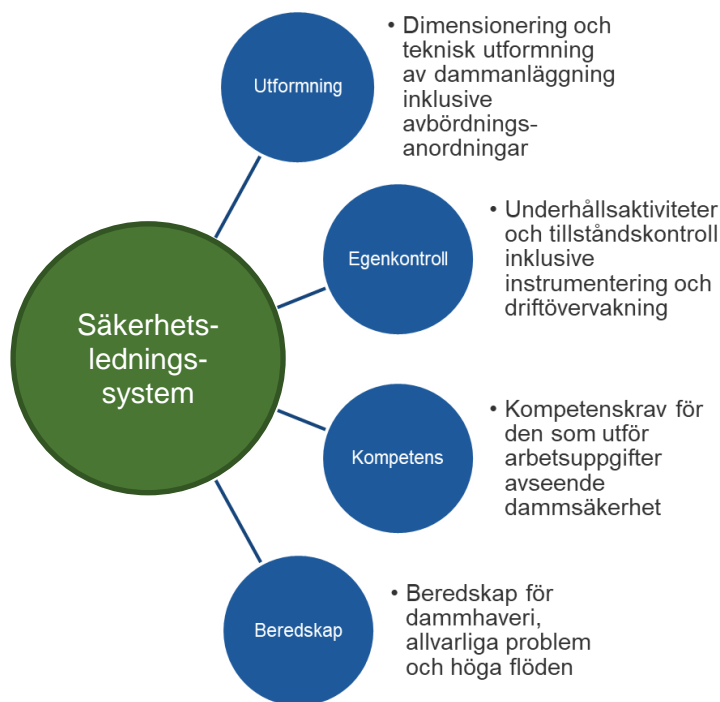 Säkerhets-
lednings-
system
Utformning
• Dimensionering och
teknisk utformning
av dammanläggning
inklusive
avbördnings-
anordningar
Egenkontroll
• Underhållsaktiviteter
och tillståndskontroll
inklusive
instrumentering och
driftövervakning
Kompetens
• Kompetenskrav för
den som utför
arbetsuppgifter
avseende
dammsäkerhet
Beredskap
• Beredskap för
dammhaveri,
allvarliga problem
och höga flöden